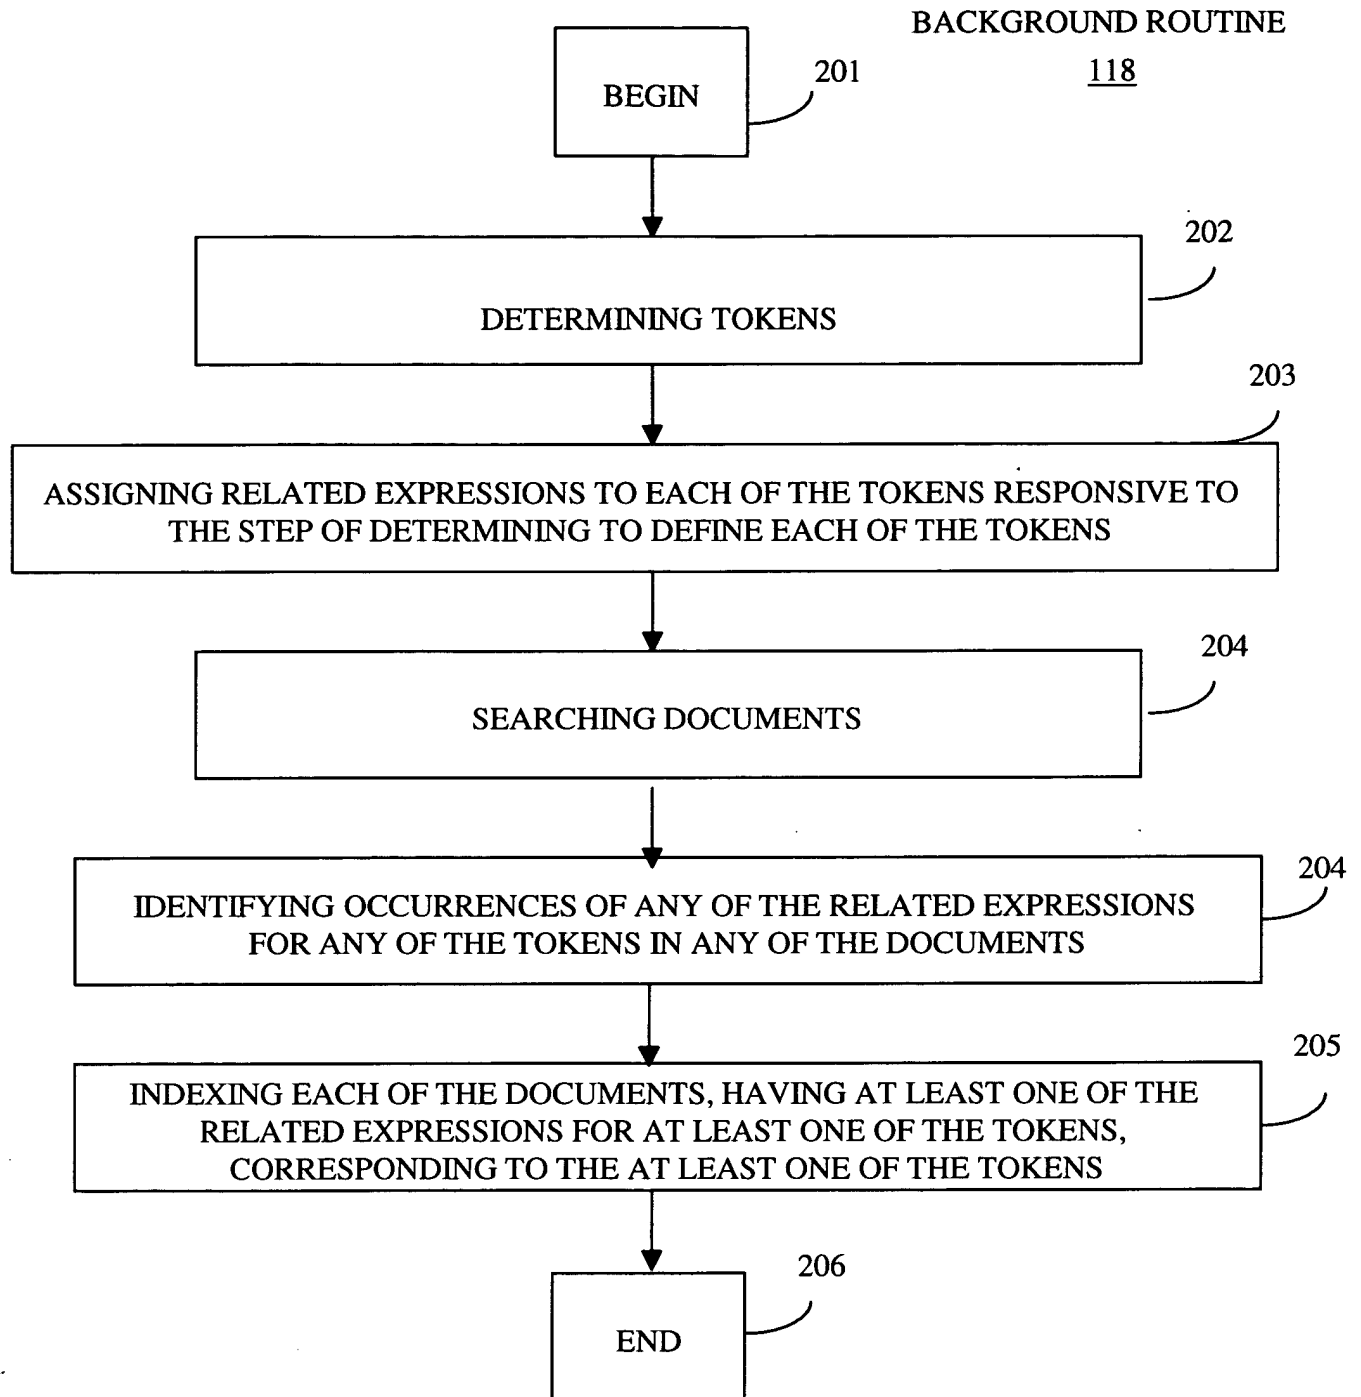 BACKGROUND ROUTINE
118
BEGIN
201
202
DETERMINING TOKENS
203
ASSIGNING RELATED EXPRESSIONS TO EACH OF THE TOKENS RESPONSIVE TO
THE STEP OF DETERMINING TO DEFINE EACH OF THE TOKENS
204
SEARCHING DOCUMENTS
204
IDENTIFYING OCCURRENCES OF ANY OF THE RELATED EXPRESSIONS
FOR ANY OF THE TOKENS IN ANY OF THE DOCUMENTS
205
INDEXING EACH OF THE DOCUMENTS, HAVING AT LEAST ONE OF THE
RELATED EXPRESSIONS FOR AT LEAST ONE OF THE TOKENS,
CORRESPONDING TO THE AT LEAST ONE OF THE TOKENS
206
END